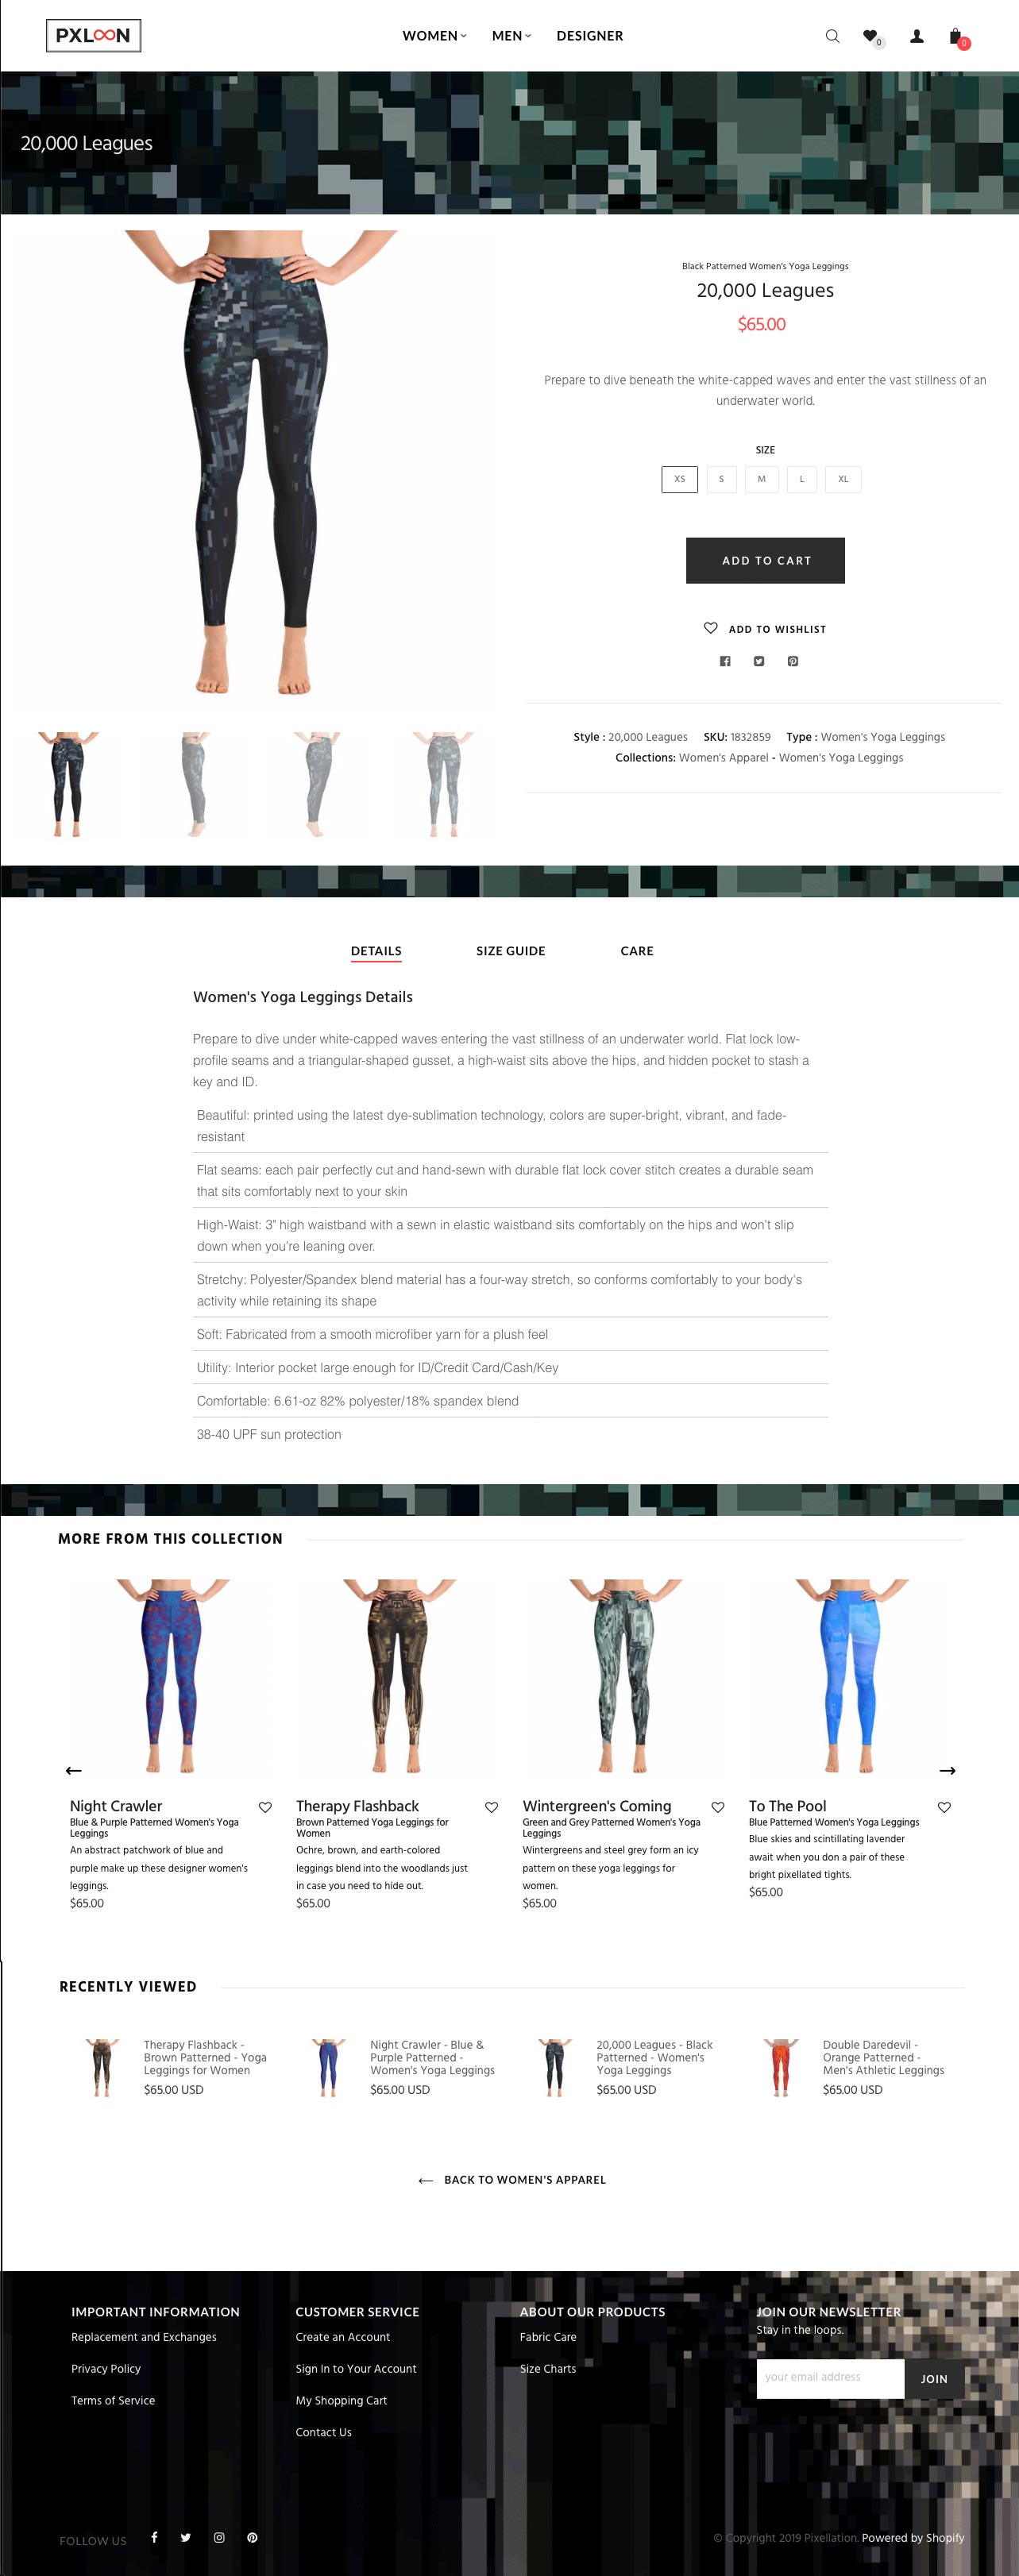 PXLOON
WOMEN MEN DESIGNER
0 0
20,000 Leagues
Black Patterned Women's Yoga Leggings
20,000 Leagues
$65.00
Prepare to dive beneath the white-capped waves and enter the vast stillness of an
underwater world.
SIZE
XS S M L XL
ADD TO CART
ADD TO WISHLIST
Style : 20,000 Leagues SKU: 1832859 Type : Women's Yoga Leggings
Collections: Women's Apparel - Women's Yoga Leggings
DETAILS SIZE GUIDE CARE
Women's Yoga Leggings Details
Prepare to dive under white-capped waves entering the vast stillness of an underwater world. Flat lock low-
profile seams and a triangular-shaped gusset, a high-waist sits above the hips, and hidden pocket to stash a
key and ID.
Beautiful: printed using the latest dye-sublimation technology, colors are super-bright, vibrant, and fade-
resistant
Flat seams: each pair perfectly cut and hand-sewn with durable flat lock cover stitch creates a durable seam
that sits comfortably next to your skin
High-Waist: 3" high waistband with a sewn in elastic waistband sits comfortably on the hips and won't slip
down when you're leaning over.
Stretchy: Polyester/Spandex blend material has a four-way stretch, so conforms comfortably to your body's
activity while retaining its shape
Soft: Fabricated from a smooth microfiber yarn for a plush feel
Utility: Interior pocket large enough for ID/Credit Card/Cash/Key
Comfortable: 6.61-oz 82% polyester/18% spandex blend
38-40 UPF sun protection
MORE FROM THIS COLLECTION
Night Crawler
Blue & Purple Patterned Women's Yoga
Leggings
An abstract patchwork of blue and
purple make up these designer women's
leggings.
$65.00
Therapy Flashback
Brown Patterned Yoga Leggings for
Women
Ochre, brown, and earth-colored
leggings blend into the woodlands just
in case you need to hide out.
$65.00
Wintergreen's Coming
Green and Grey Patterned Women's Yoga
Leggings
Wintergreens and steel grey form an icy
pattern on these yoga leggings for
women.
$65.00
To The Pool
Blue Patterned Women's Yoga Leggings
Blue skies and scintillating lavender
await when you don a pair of these
bright pixellated tights.
$65.00
RECENTLY VIEWED
Therapy Flashback -
Brown Patterned - Yoga
Leggings for Women
$65.00 USD
Night Crawler - Blue &
Purple Patterned -
Women's Yoga Leggings
$65.00 USD
20,000 Leagues - Black
Patterned - Women's
Yoga Leggings
$65.00 USD
Double Daredevil -
Orange Patterned -
Men's Athletic Leggings
$65.00 USD
BACK TO WOMEN'S APPAREL
IMPORTANT INFORMATION
Replacement and Exchanges
Privacy Policy
Terms of Service
CUSTOMER SERVICE
Create an Account
Sign In to Your Account
My Shopping Cart
Contact Us
ABOUT OUR PRODUCTS
Fabric Care
Size Charts
JOIN OUR NEWSLETTER
Stay in the loops.
your email address JOIN
FOLLOW US
© Copyright 2019 Pixellation. Powered by Shopify